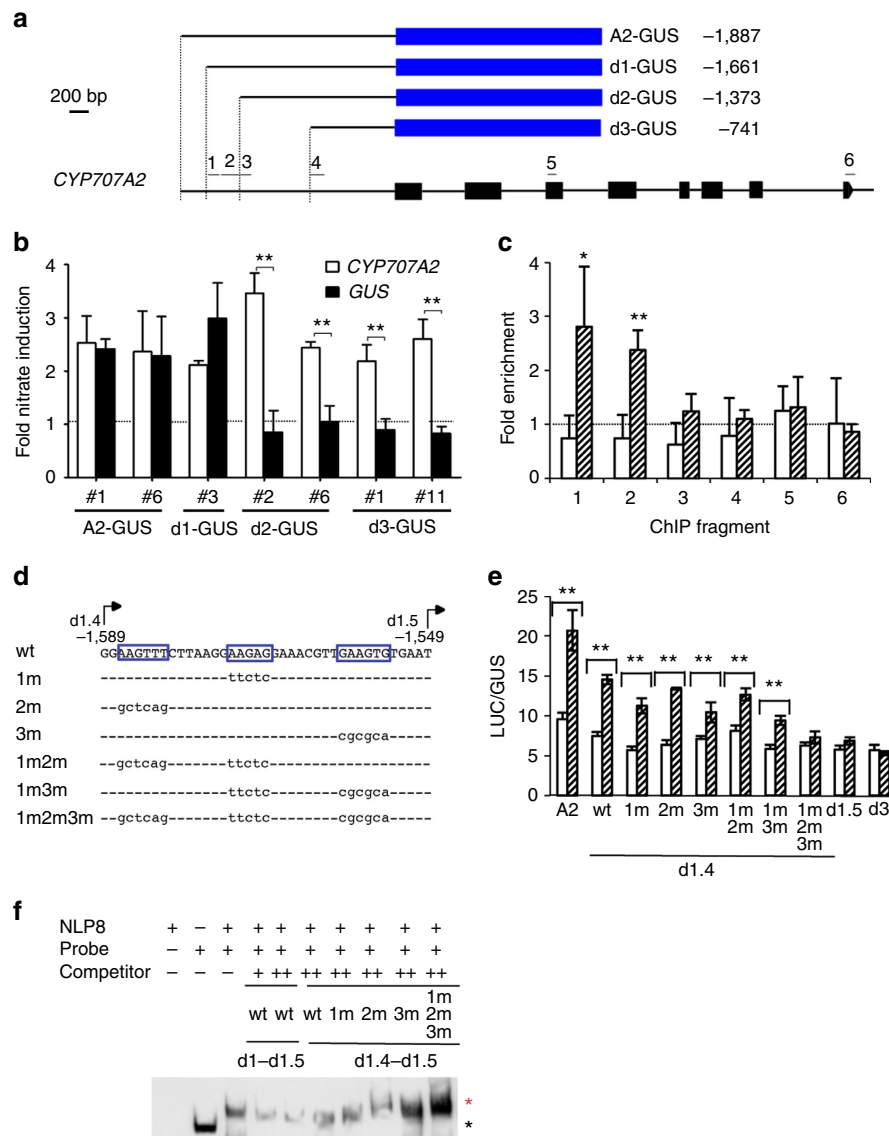 a
A2-GUS −1,887
d1-GUS −1,661
200 bp
d2-GUS −1,373
d3-GUS −741
1 2 3 4 5 6
CYP707A2
b
Fold nitrate induction
4
3
2
1
0
CYP707A2
GUS
** ** ** **
#1 #6 #3 #2 #6 #1 #11
A2-GUS d1-GUS d2-GUS d3-GUS
c
Fold enrichment
4
3
2
1
0
* **
1 2 3 4 5 6
ChIP fragment
d
d1.4 d1.5
−1,589 −1,549
wt GGAAGTTTCTTAAGGAAGAGGAAACGTTGAAGTGTGAAT
1m ---------------ttctc-------------------
2m --gctcag-------------------------------
3m ----------------------------cgcgca-----
1m2m --gctcag-------ttctc-------------------
1m3m ---------------ttctc--------cgcgca-----
1m2m3m --gctcag-------ttctc--------cgcgca-----
e
LUC/GUS
25
20
15
10
5
0
** ** ** ** ** ** **
A2 wt 1m 2m 3m 1m 1m 1m d1.5 d3
2m 3m 2m
3m
d1.4
f
NLP8 + − + + + + + + + +
Probe − + + + + + + + + +
Competitor − − − + ++ ++ ++ ++ ++ ++
1m
wt wt wt 1m 2m 3m 2m
3m
d1–d1.5 d1.4–d1.5
*
*